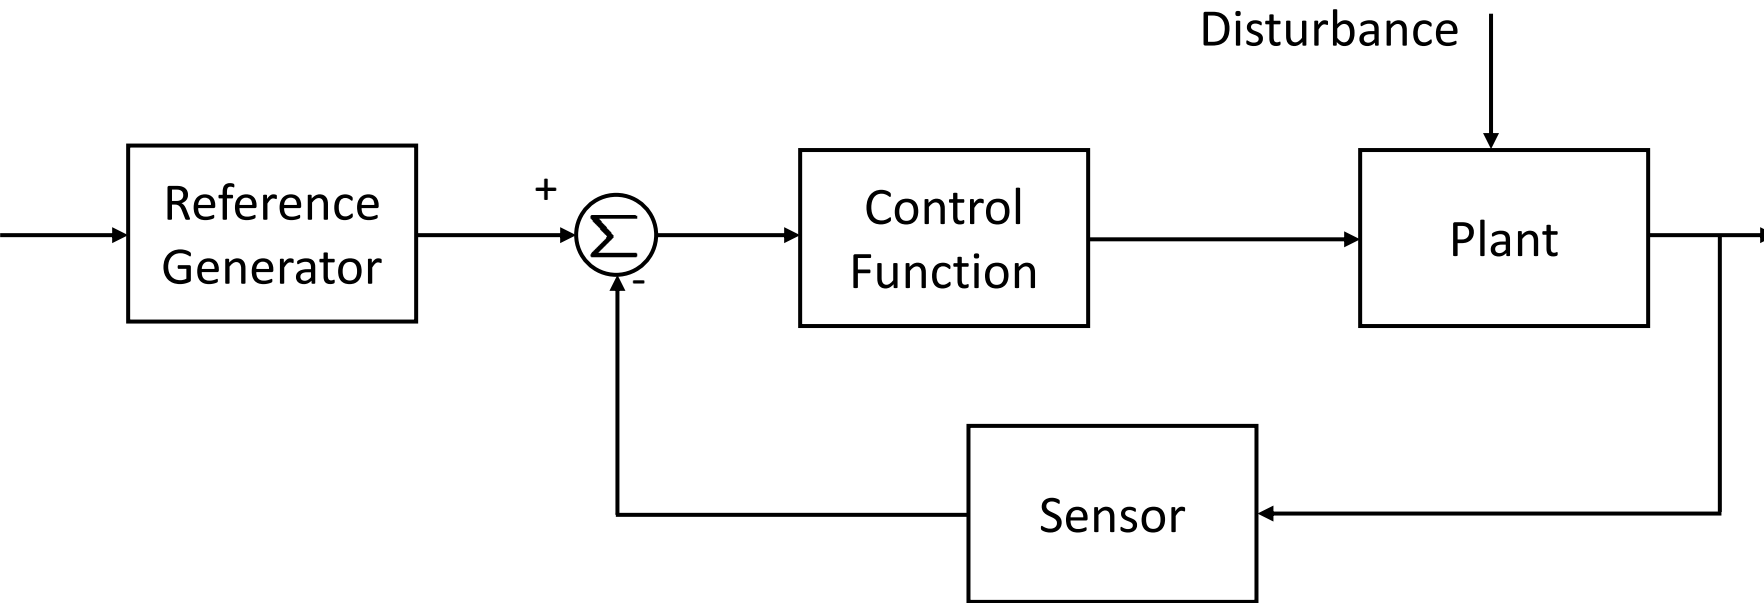 Disturbance
Reference
Generator
+
Σ
-
Control
Function
Plant
Sensor